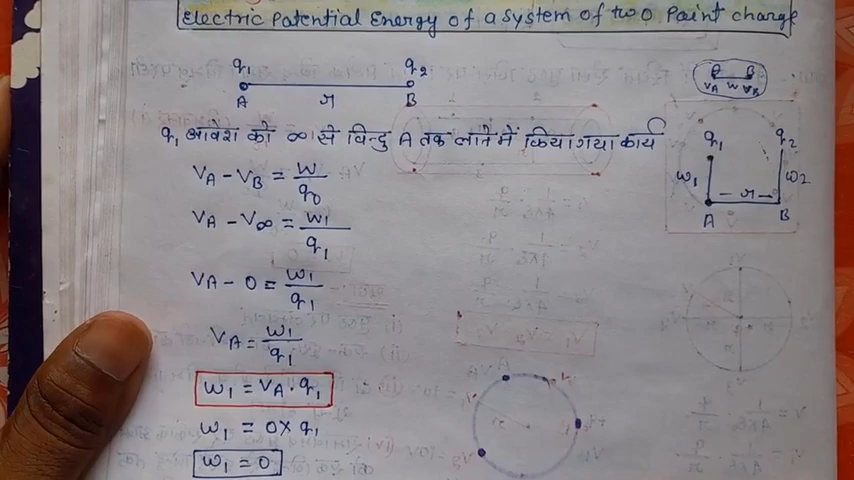 Electric Potential Energy of a System of two Point charge
q₁ q₂
A r B
A B
VA W VB
q₁ आवेश को ∞ से बिन्दु A तक लाने में किया गया कार्य
q₁ q₂
W₁ r W₂
A B
VA - VB = W/q₀
VA - V∞ = W₁/q₁
VA - 0 = W₁/q₁
VA = W₁/q₁
W₁ = VA . q₁
W₁ = 0 × q₁
W₁ = 0